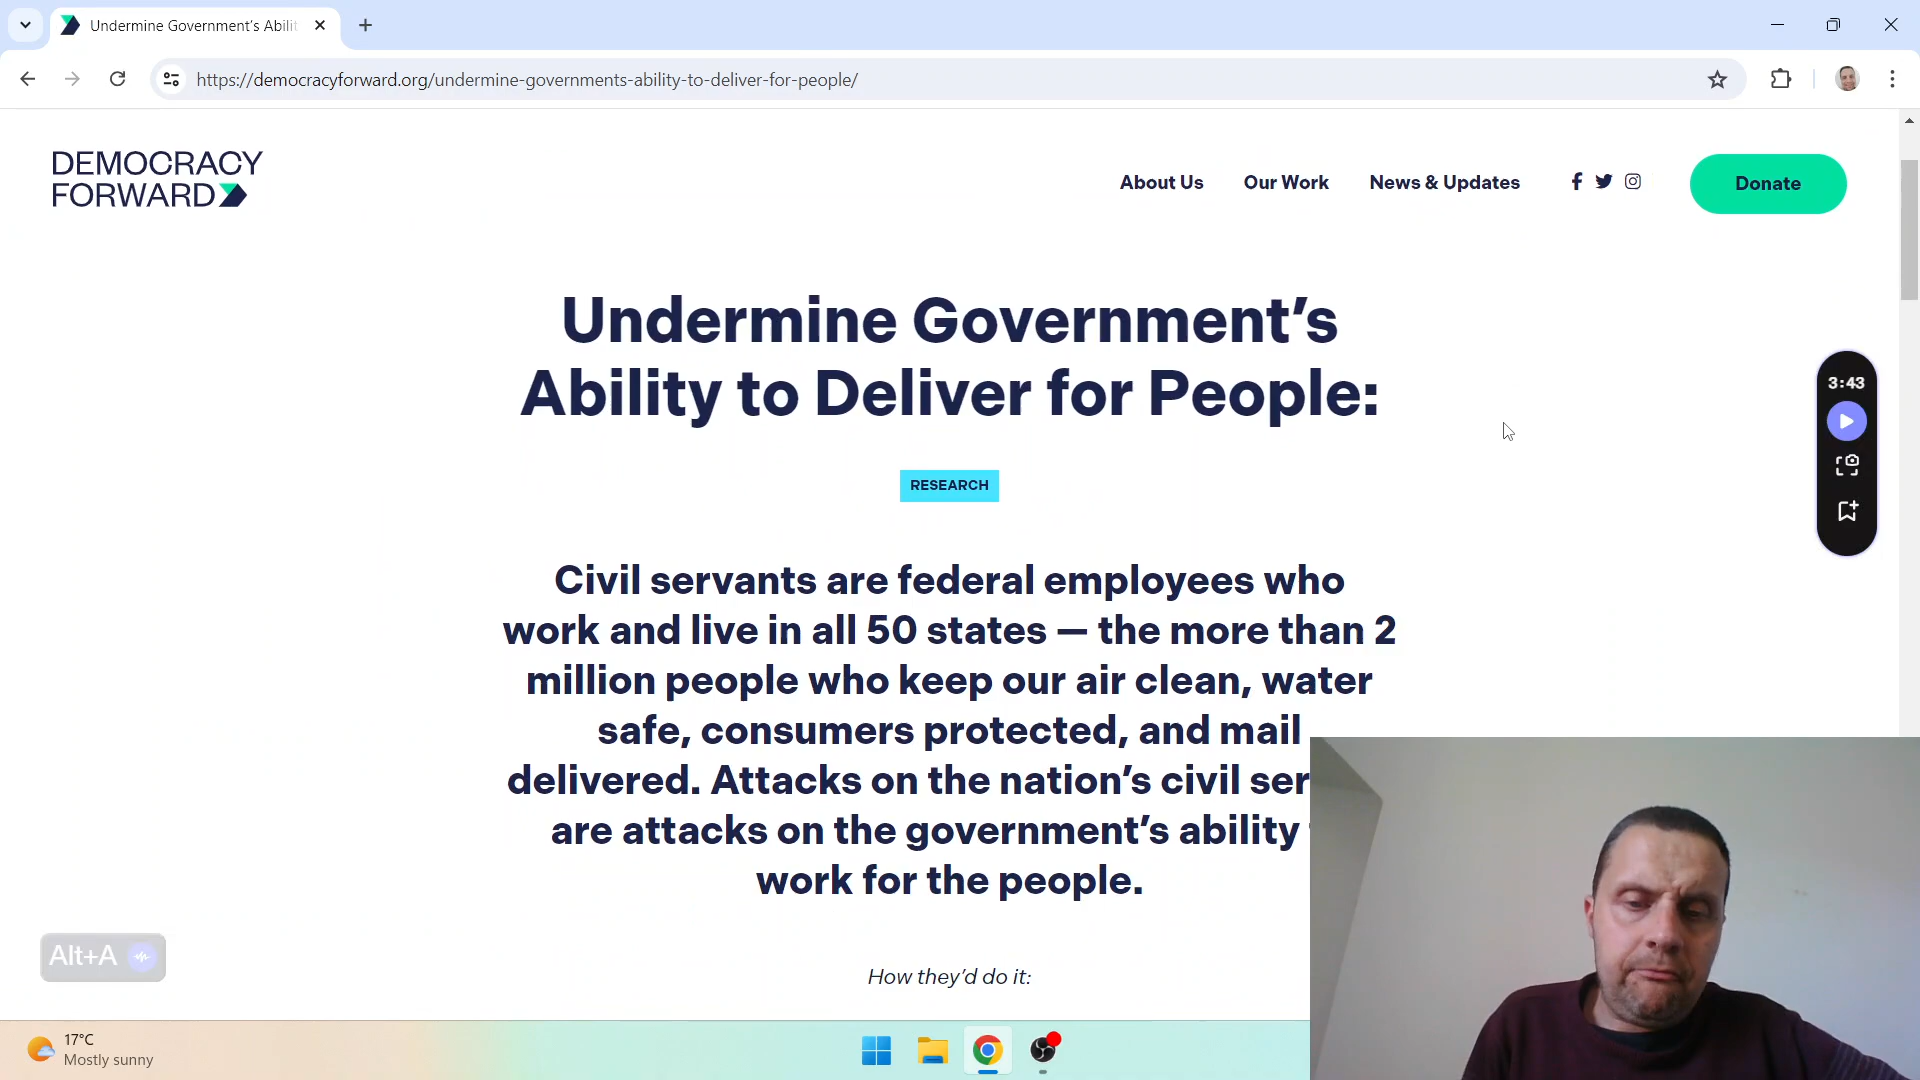 Undermine Government's Abilit
https://democracyforward.org/undermine-governments-ability-to-deliver-for-people/
DEMOCRACY
FORWARD
About Us
Our Work
News & Updates
Donate
Undermine Government’s
Ability to Deliver for People:
3:43
RESEARCH
Civil servants are federal employees who
work and live in all 50 states — the more than 2
million people who keep our air clean, water
safe, consumers protected, and mail
delivered. Attacks on the nation’s civil ser
are attacks on the government’s ability
work for the people.
Alt+A
How they’d do it:
17°C
Mostly sunny